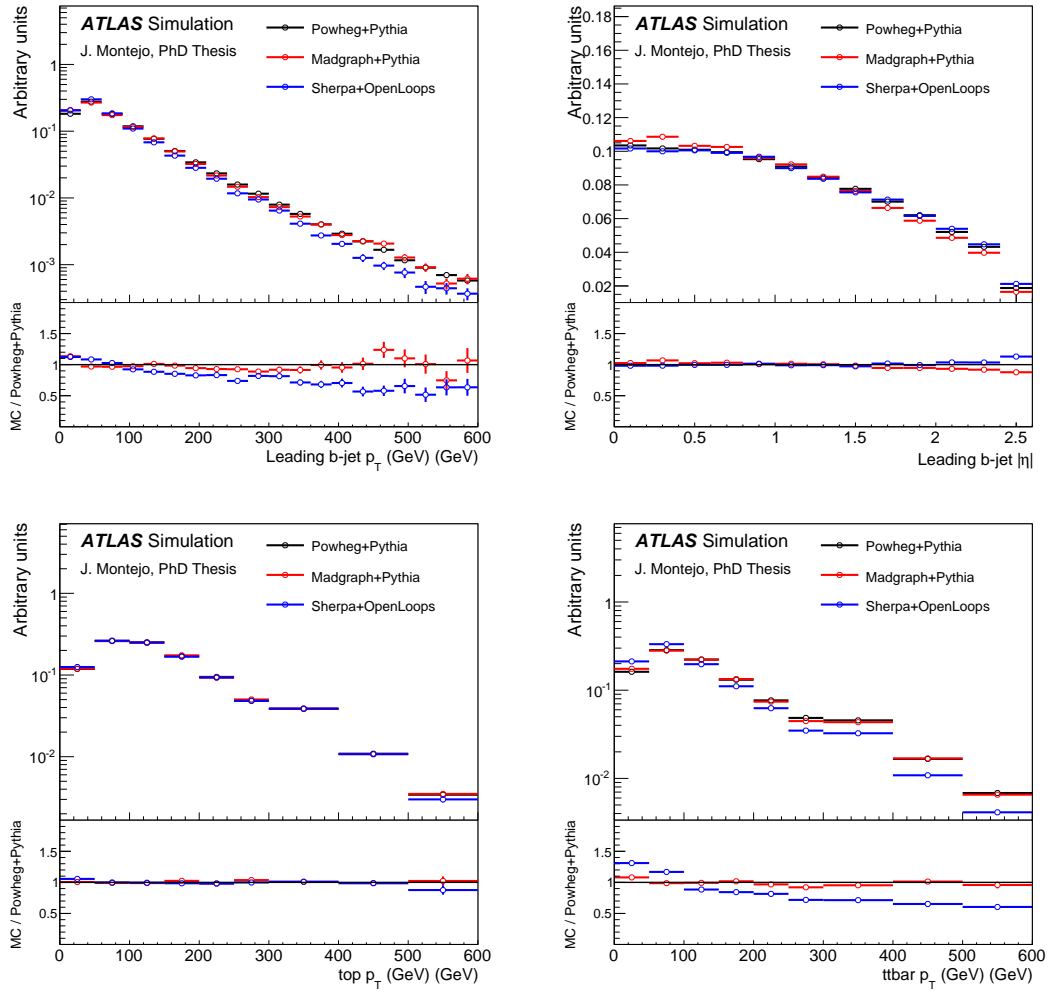 ATLAS Simulation
J. Montejo, PhD Thesis
Powheg+Pythia
Madgraph+Pythia
Sherpa+OpenLoops
Arbitrary units
1
10^-1
10^-2
10^-3
MC / Powheg+Pythia
1.5
1
0.5
0 100 200 300 400 500 600
Leading b-jet p_T (GeV) (GeV)
ATLAS Simulation
J. Montejo, PhD Thesis
Powheg+Pythia
Madgraph+Pythia
Sherpa+OpenLoops
Arbitrary units
0.18
0.16
0.14
0.12
0.1
0.08
0.06
0.04
0.02
MC / Powheg+Pythia
1.5
1
0.5
0 0.5 1 1.5 2 2.5
Leading b-jet |η|
ATLAS Simulation
J. Montejo, PhD Thesis
Powheg+Pythia
Madgraph+Pythia
Sherpa+OpenLoops
Arbitrary units
1
10^-1
10^-2
MC / Powheg+Pythia
1.5
1
0.5
0 100 200 300 400 500 600
top p_T (GeV) (GeV)
ATLAS Simulation
J. Montejo, PhD Thesis
Powheg+Pythia
Madgraph+Pythia
Sherpa+OpenLoops
Arbitrary units
1
10^-1
10^-2
MC / Powheg+Pythia
1.5
1
0.5
0 100 200 300 400 500 600
ttbar p_T (GeV) (GeV)